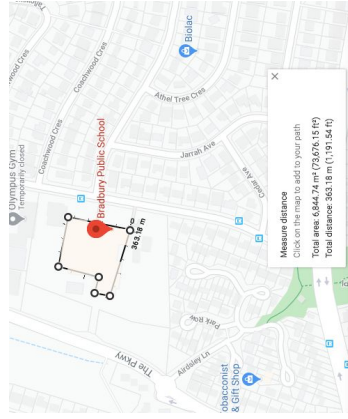 Olympus Gym
Temporarily closed
Coachwood Cres
Coachwood Cres
Biolac
Athel Tree Cres
Jarrah Ave
Cedar Ave
Bradbury Public School
363.18 m
The Pkwy
Park Row
Airdsley Ln
obacconist
& Gift Shop
Measure distance
Click on the map to add to your path
Total area: 6,844.74 m² (73,676.15 ft²)
Total distance: 363.18 m (1,191.54 ft)